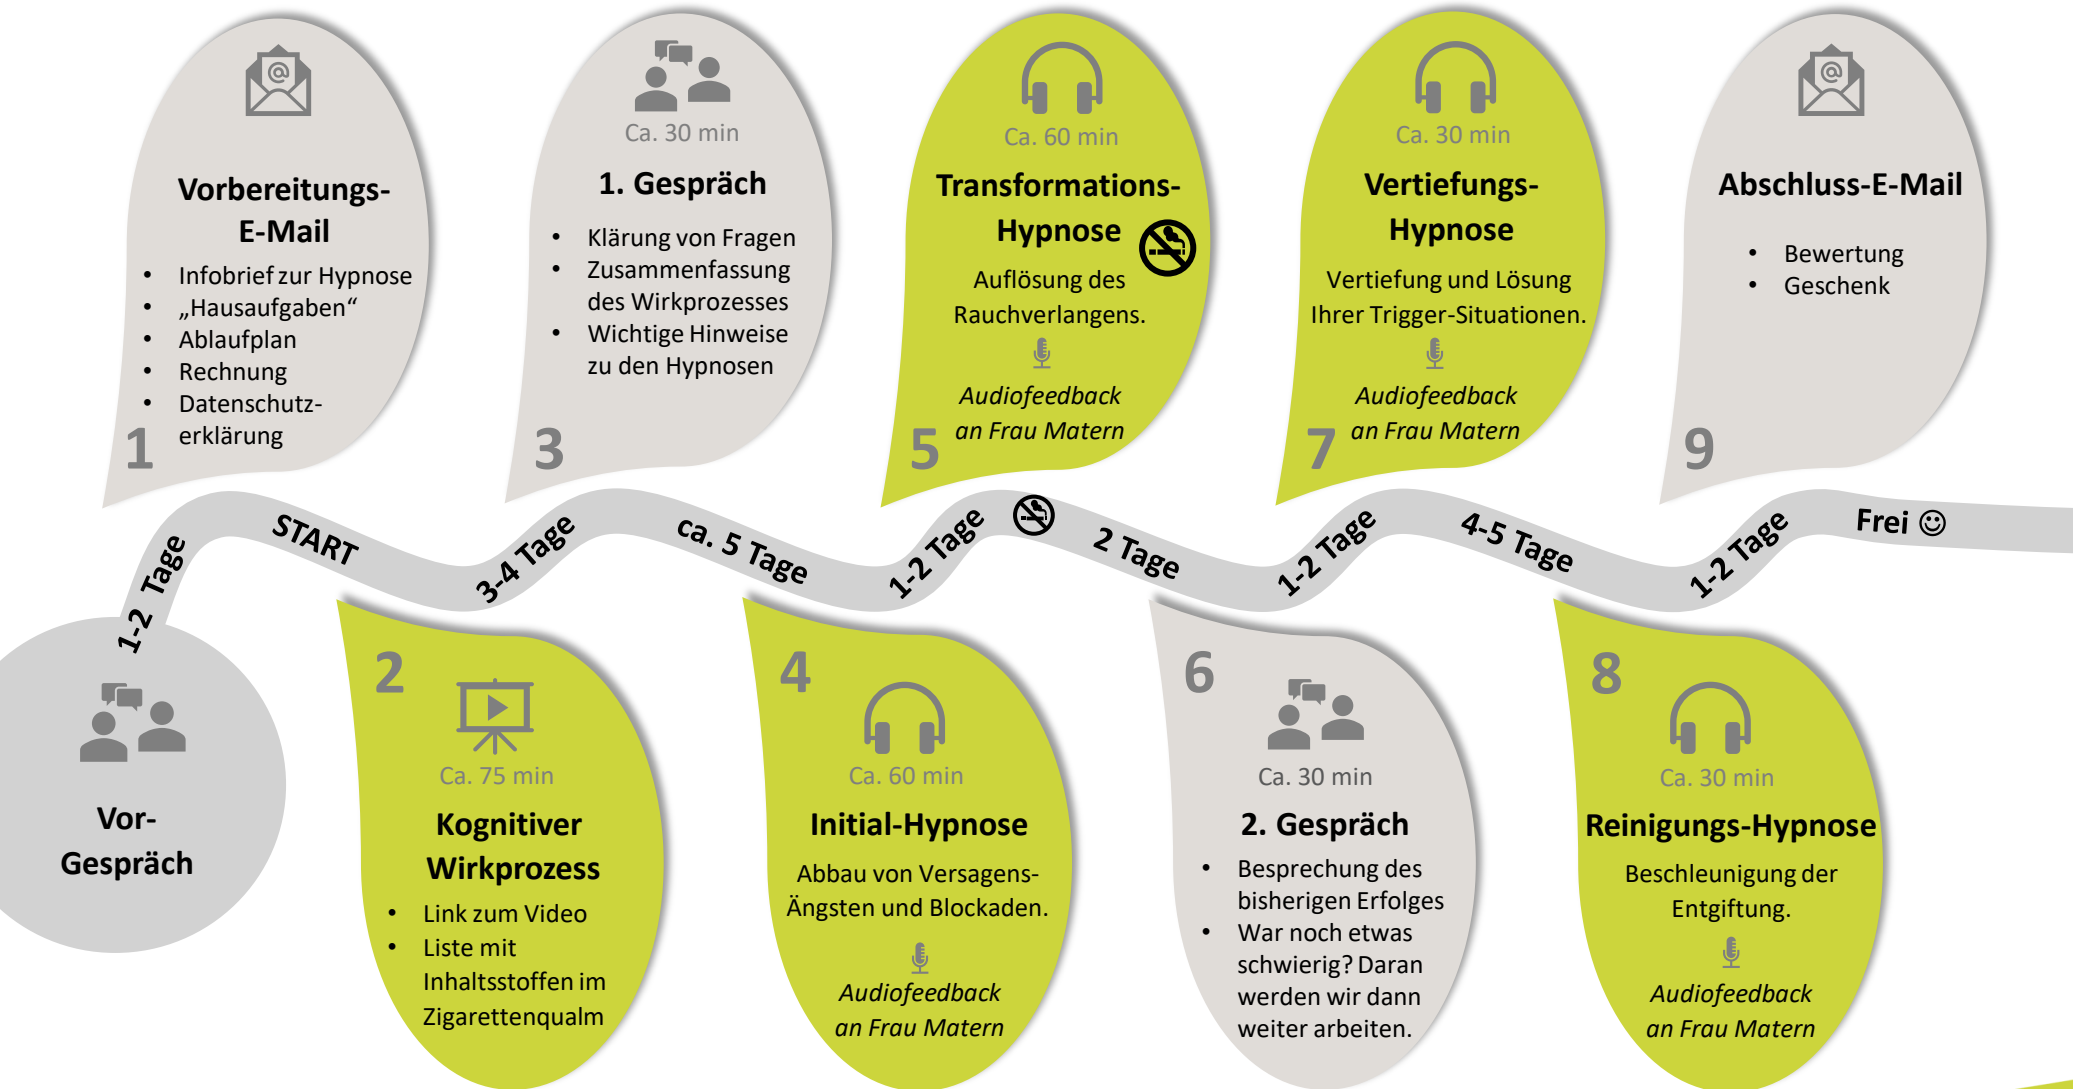 Vor-
Gespräch
1-2 Tage
@
Vorbereitungs-
E-Mail
• Infobrief zur Hypnose
• „Hausaufgaben“
• Ablaufplan
• Rechnung
• Datenschutz-
erklärung
1
START
2
Ca. 75 min
Kognitiver
Wirkprozess
• Link zum Video
• Liste mit
Inhaltsstoffen im
Zigarettenqualm
3-4 Tage
Ca. 30 min
1. Gespräch
• Klärung von Fragen
• Zusammenfassung
des Wirkprozesses
• Wichtige Hinweise
zu den Hypnosen
3
ca. 5 Tage
4
Ca. 60 min
Initial-Hypnose
Abbau von Versagens-
Ängsten und Blockaden.
Audiofeedback
an Frau Matern
1-2 Tage
Ca. 60 min
Transformations-
Hypnose
Auflösung des
Rauchverlangens.
Audiofeedback
an Frau Matern
5
2 Tage
6
Ca. 30 min
2. Gespräch
• Besprechung des
bisherigen Erfolges
• War noch etwas
schwierig? Daran
werden wir dann
weiter arbeiten.
1-2 Tage
Ca. 30 min
Vertiefungs-
Hypnose
Vertiefung und Lösung
Ihrer Trigger-Situationen.
Audiofeedback
an Frau Matern
7
4-5 Tage
8
Ca. 30 min
Reinigungs-Hypnose
Beschleunigung der
Entgiftung.
Audiofeedback
an Frau Matern
1-2 Tage
@
Abschluss-E-Mail
• Bewertung
• Geschenk
9
Frei ☺